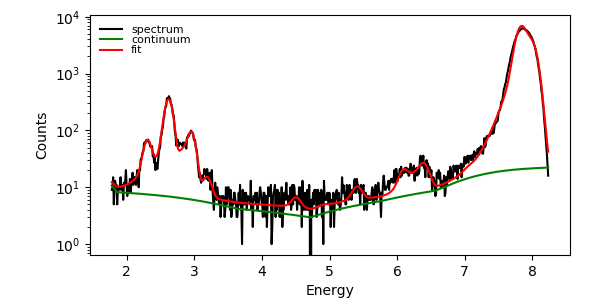 10⁴
10³
10²
10¹
10⁰
Counts
spectrum
continuum
fit
2 3 4 5 6 7 8
Energy